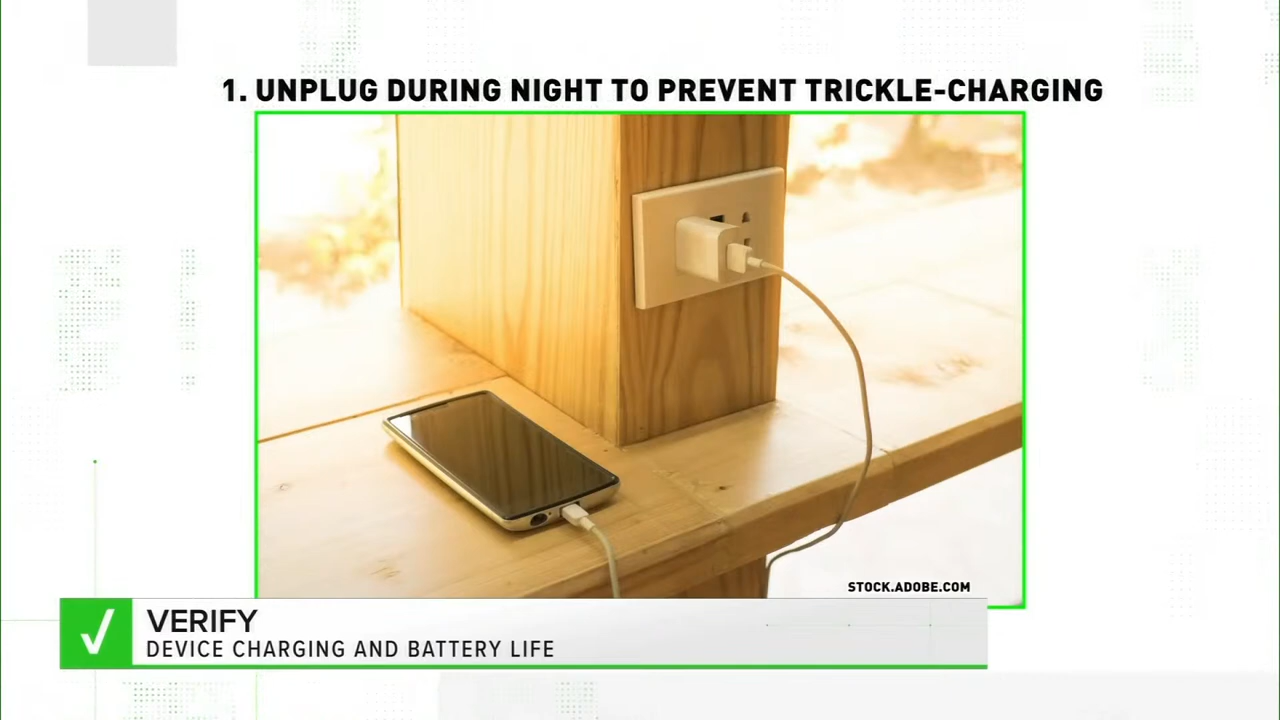 1. UNPLUG DURING NIGHT TO PREVENT TRICKLE-CHARGING
STOCK.ADOBE.COM
VERIFY
DEVICE CHARGING AND BATTERY LIFE